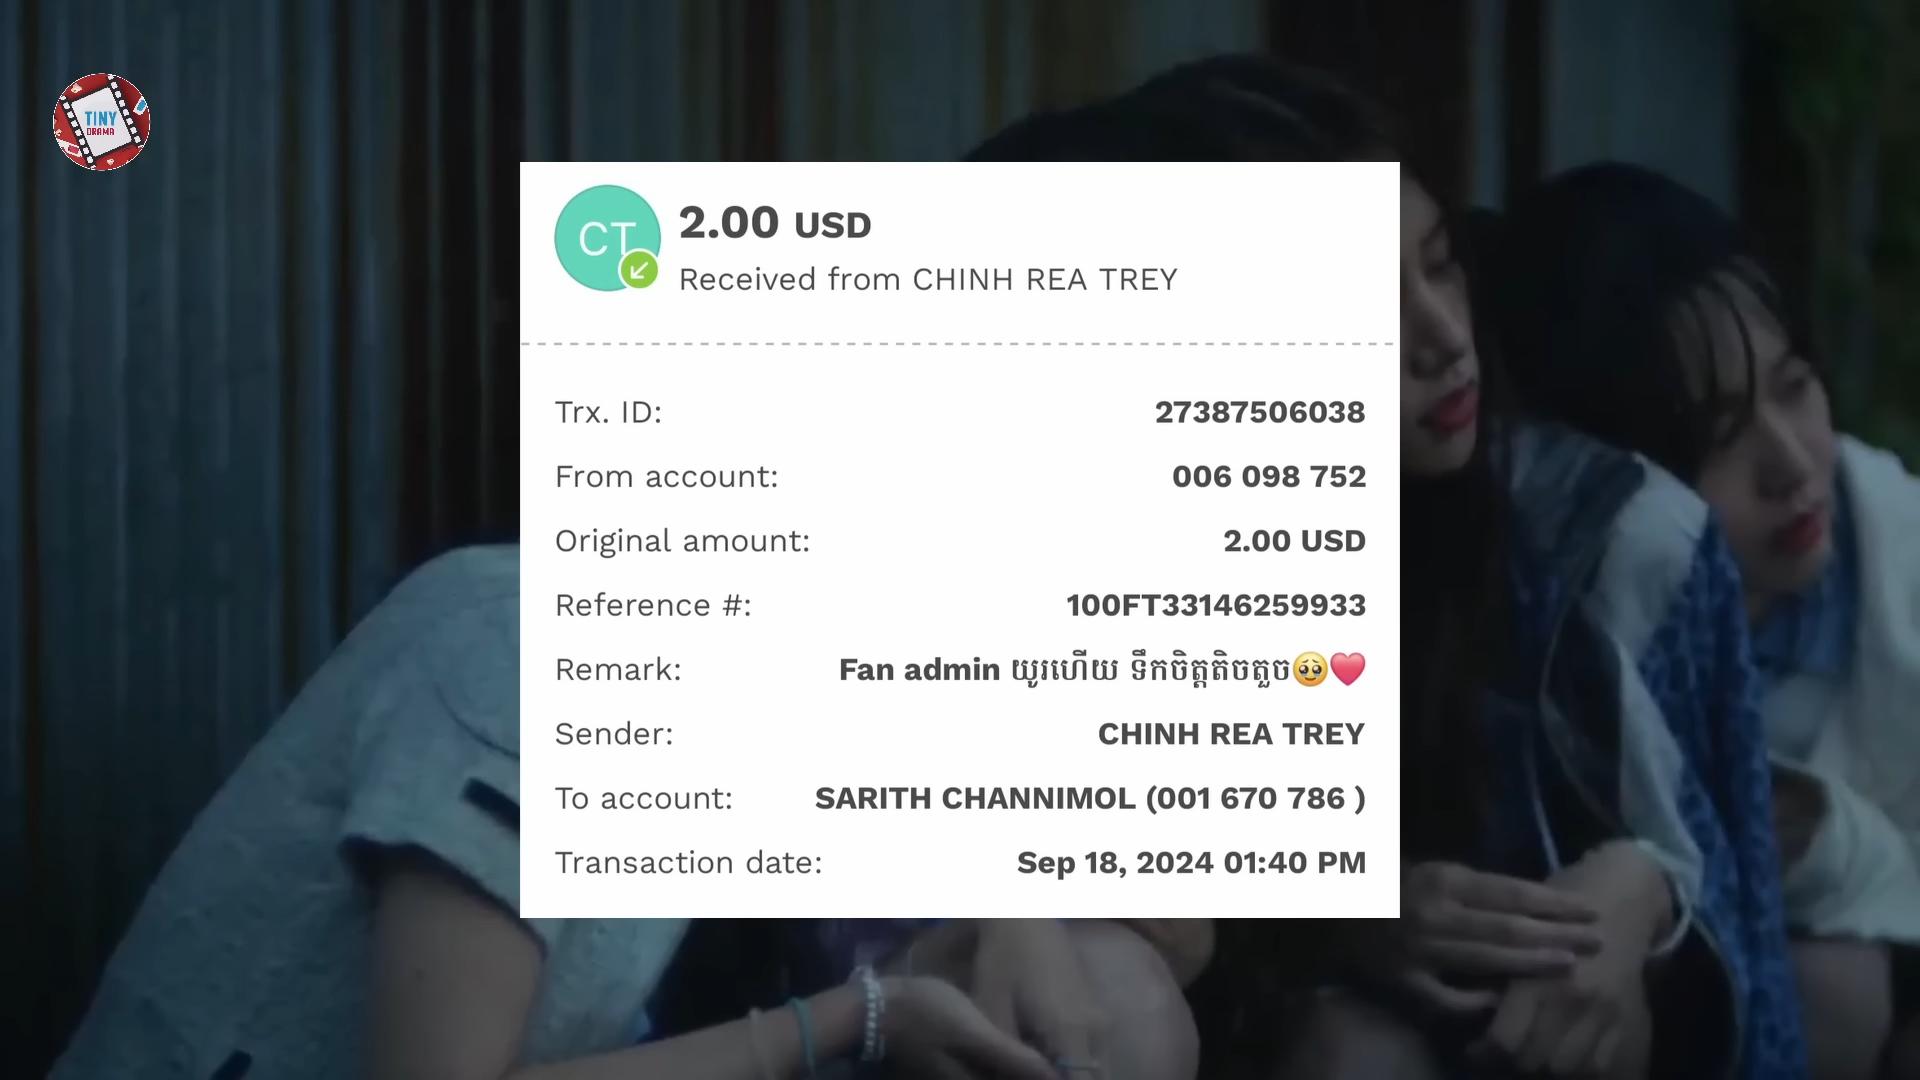 TINY
DRAMA
CT
2.00 USD
Received from CHINH REA TREY
Trx. ID: 27387506038
From account: 006 098 752
Original amount: 2.00 USD
Reference #: 100FT33146259933
Remark: Fan admin យូរហើយ ទឹកចិត្តតិចតួច🥹❤️
Sender: CHINH REA TREY
To account: SARITH CHANNIMOL (001 670 786 )
Transaction date: Sep 18, 2024 01:40 PM